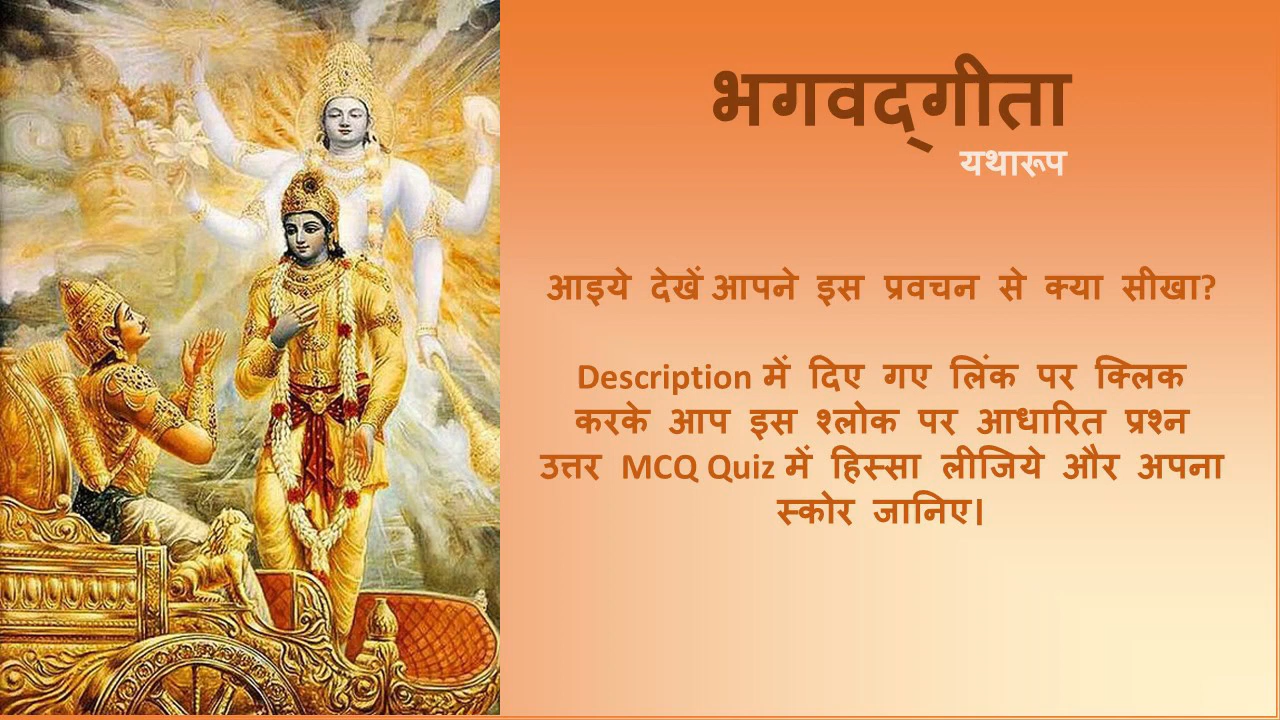 भगवद्‌गीता
यथारूप
आइये देखें आपने इस प्रवचन से क्या सीखा?
Description में दिए गए लिंक पर क्लिक
करके आप इस श्लोक पर आधारित प्रश्न
उत्तर MCQ Quiz में हिस्सा लीजिये और अपना
स्कोर जानिए।